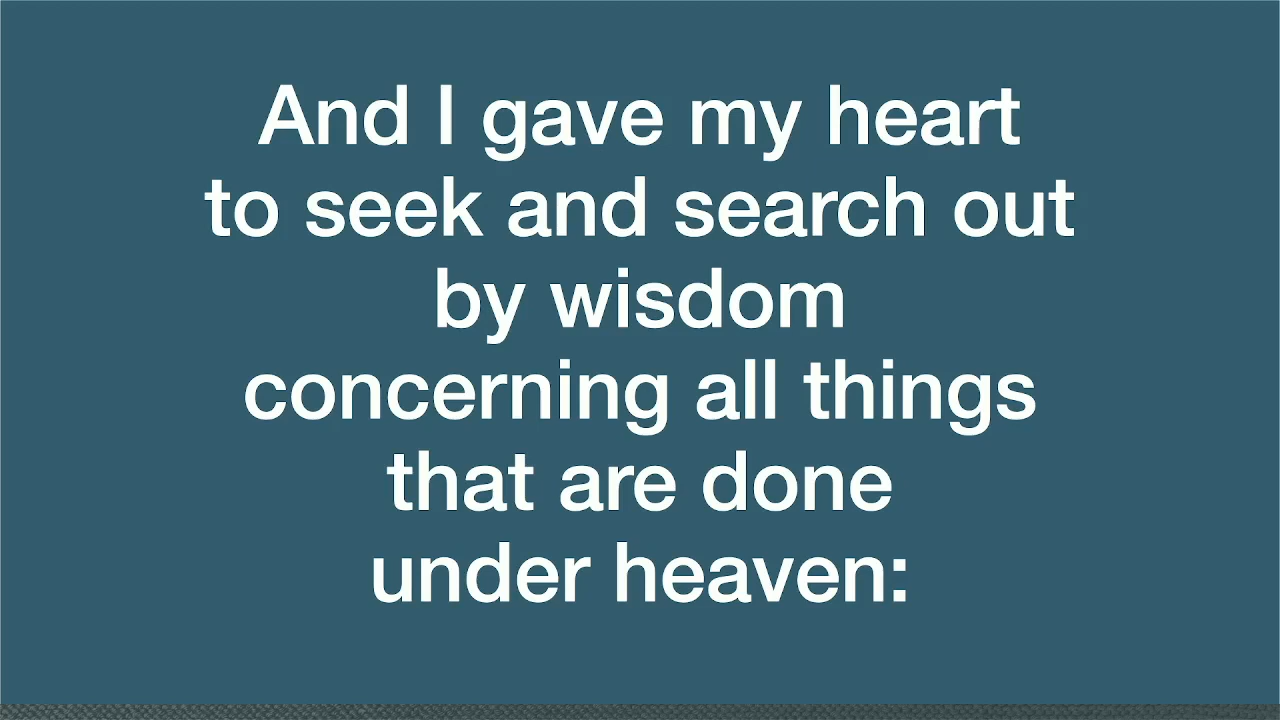 And I gave my heart
to seek and search out
by wisdom
concerning all things
that are done
under heaven: